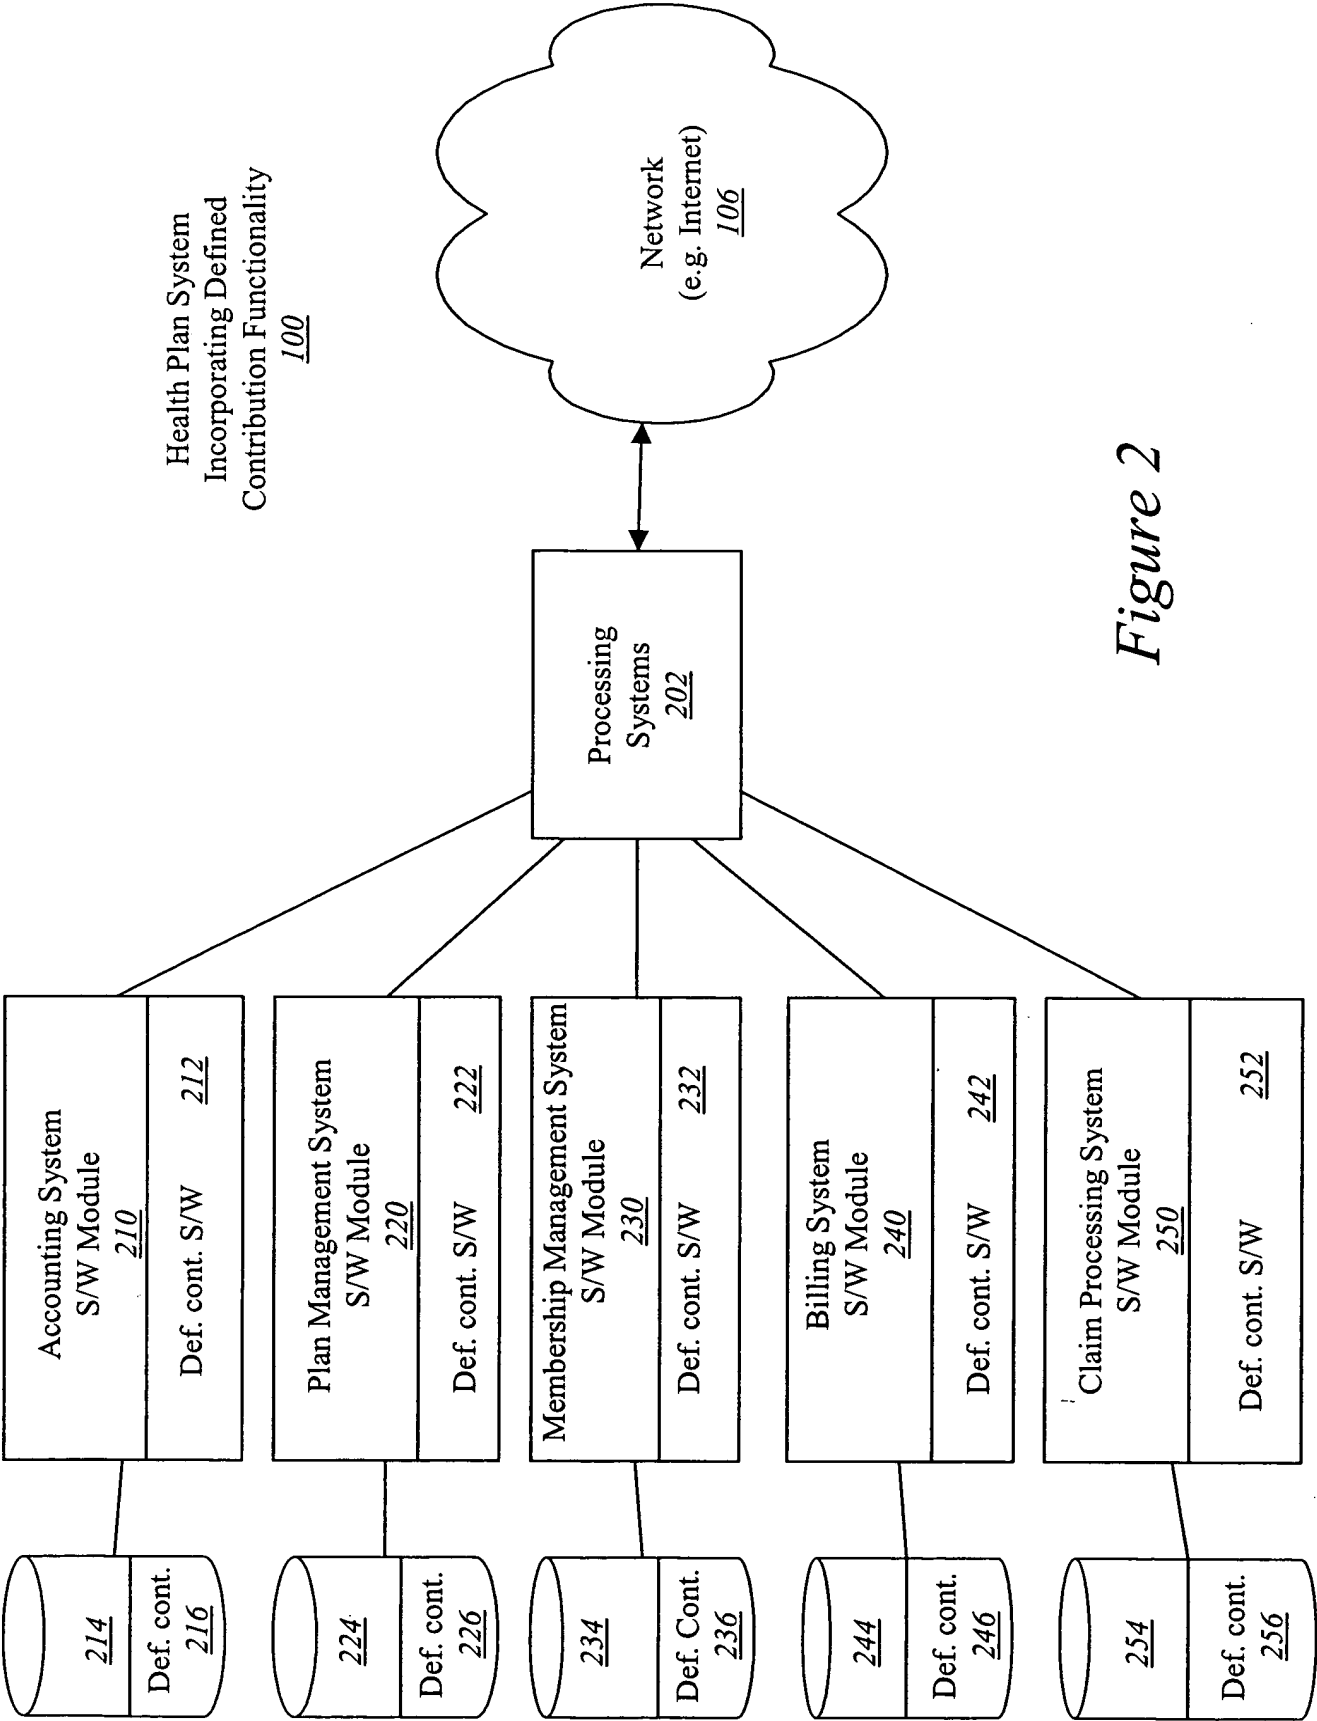 Health Plan System
Incorporating Defined
Contribution Functionality
100
Network
(e.g. Internet)
106
Processing
Systems
202
Accounting System
S/W Module
210
Def. cont. S/W 212
214
Def. cont.
216
Plan Management System
S/W Module
220
Def. cont. S/W 222
224
Def. cont.
226
Membership Management System
S/W Module
230
Def. cont. S/W 232
234
Def. Cont.
236
Billing System
S/W Module
240
Def. cont. S/W 242
244
Def. cont.
246
Claim Processing System
S/W Module
250
Def. cont. S/W 252
254
Def. cont.
256
Figure 2